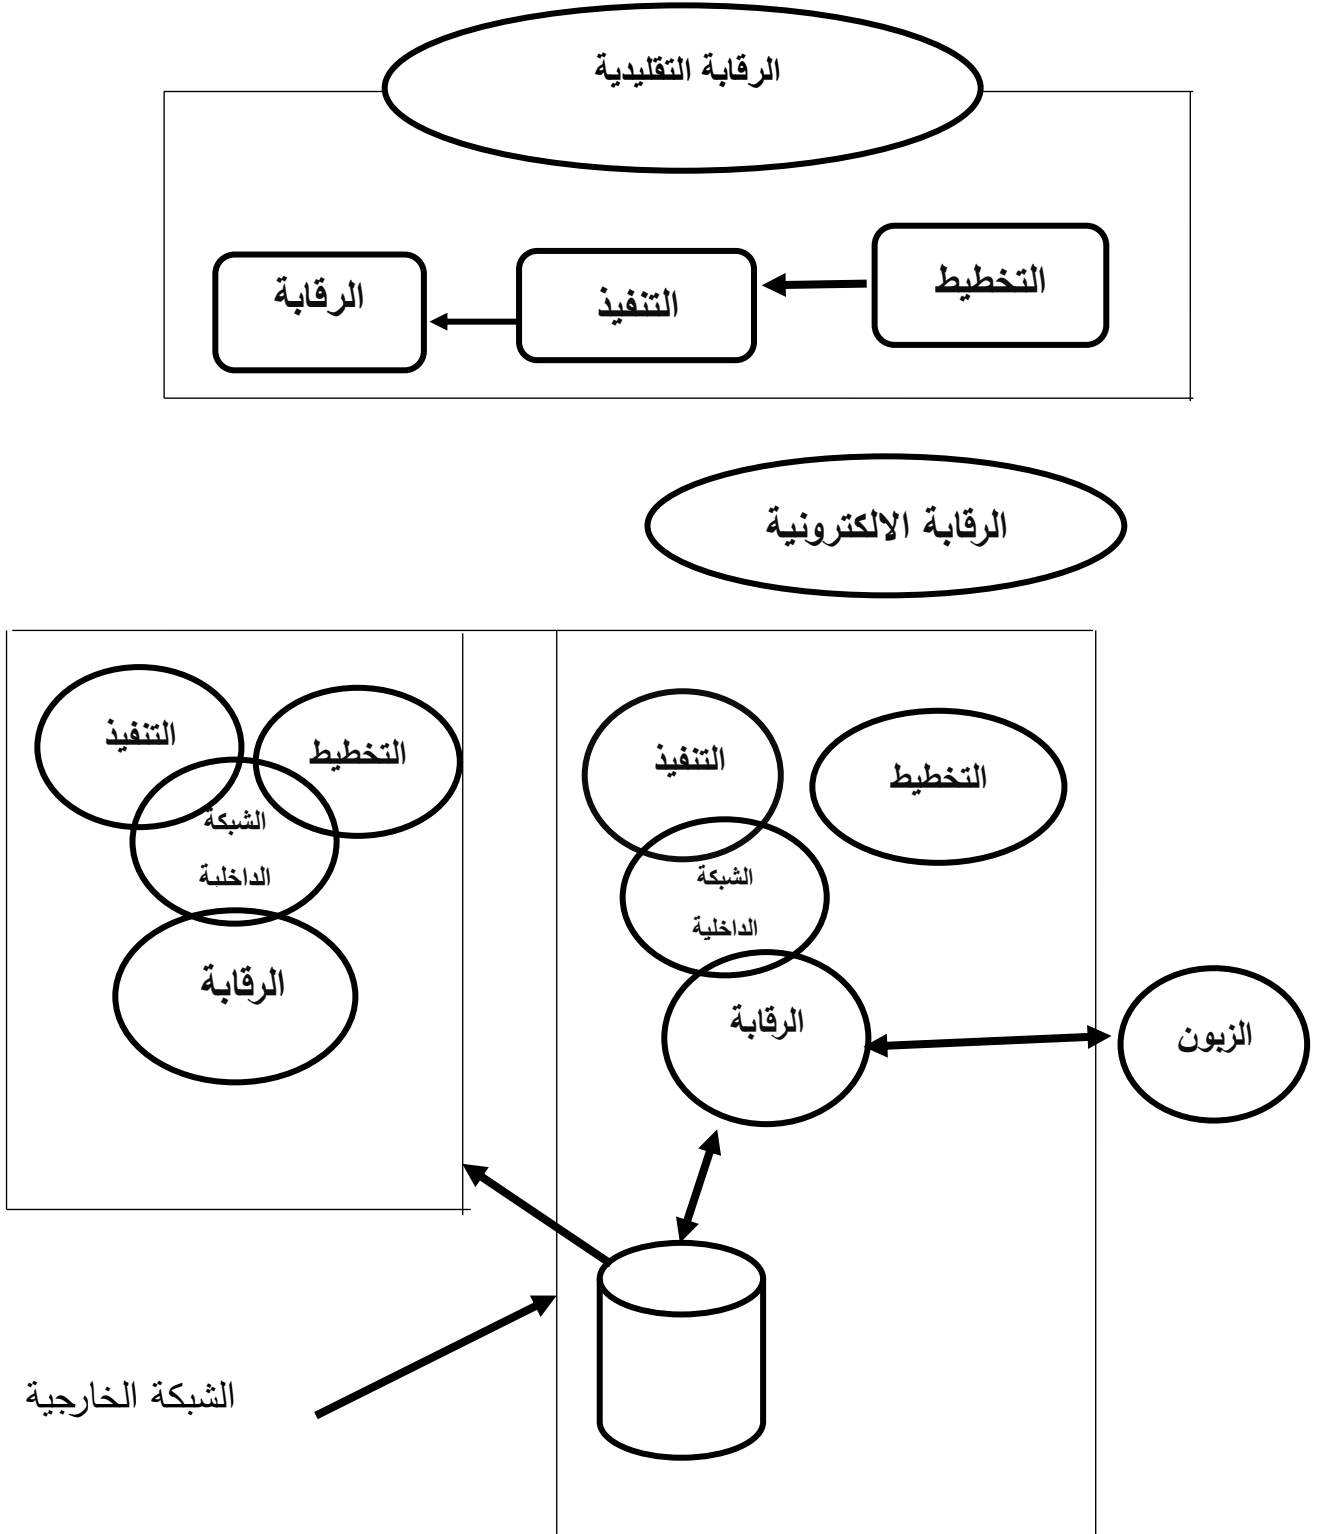 الرقابة التقليدية
التخطيط
التنفيذ
الرقابة
الرقابة الالكترونية
التخطيط
التنفيذ
الشبكة
الداخلية
الرقابة
الزبون
التخطيط
التنفيذ
الشبكة
الداخلية
الرقابة
الشبكة الخارجية